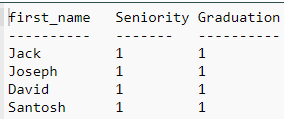 first_name   Seniority Graduation
----------   -------   ----------
Jack         1         1
Joseph       1         1
David        1         1
Santosh      1         1